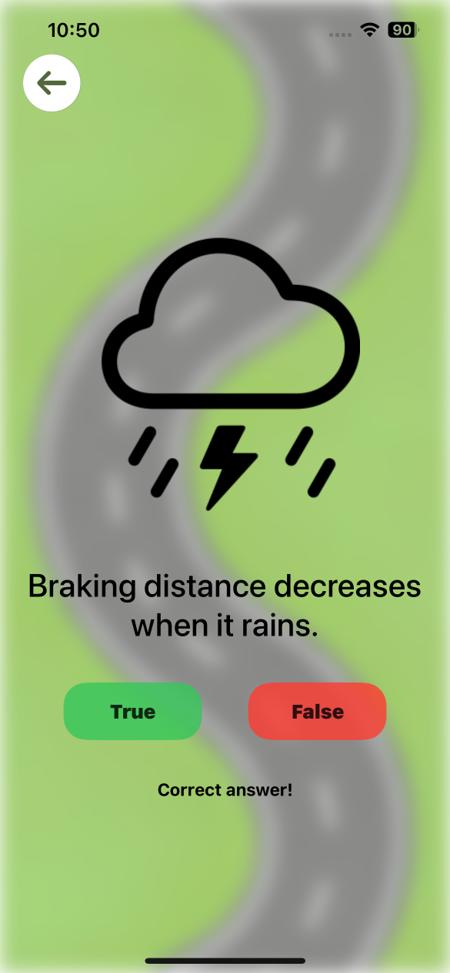 10:50
90
Braking distance decreases
when it rains.
True
False
Correct answer!